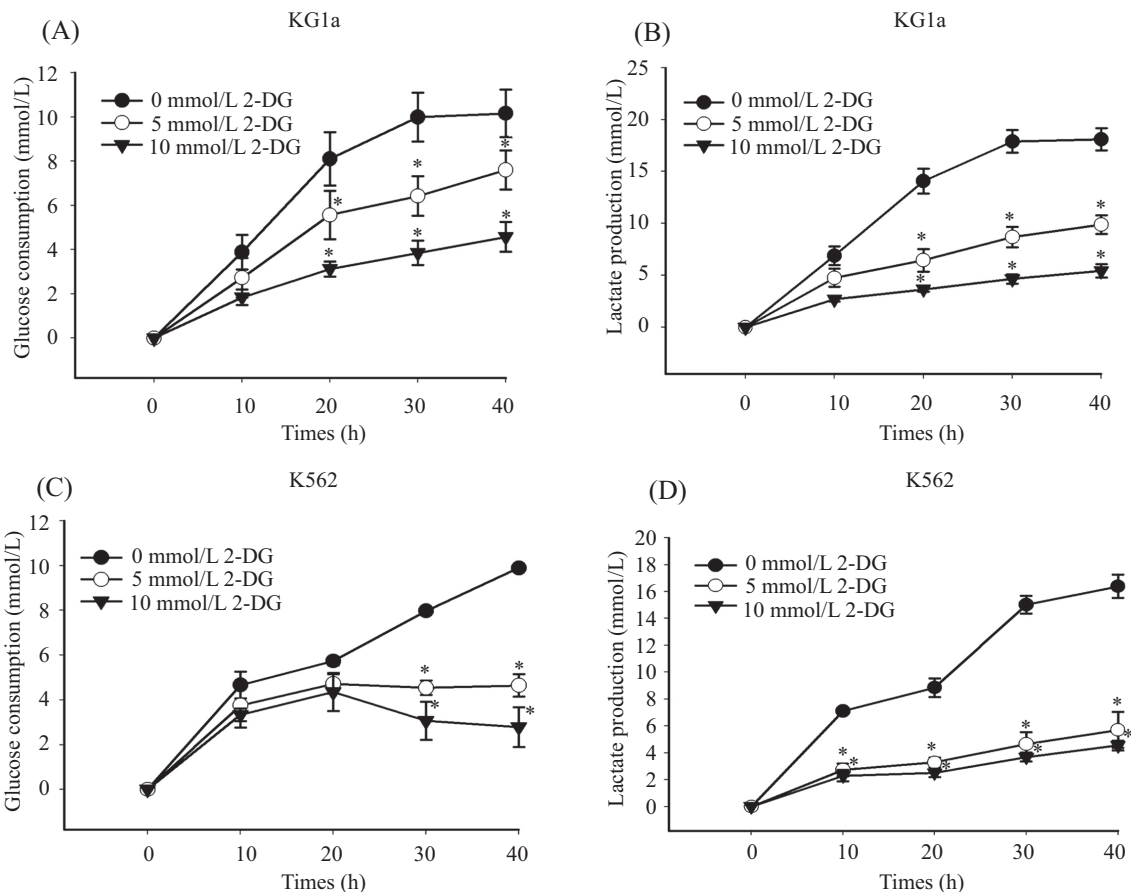 (A)
KG1a
Glucose consumption (mmol/L)
12
10
8
6
4
2
0
0 mmol/L 2-DG
5 mmol/L 2-DG
10 mmol/L 2-DG
* * *
* * *
0 10 20 30 40
Times (h)
(B)
KG1a
Lactate production (mmol/L)
25
20
15
10
5
0
0 mmol/L 2-DG
5 mmol/L 2-DG
10 mmol/L 2-DG
* * *
* * *
0 10 20 30 40
Times (h)
(C)
K562
Glucose consumption (mmol/L)
12
10
8
6
4
2
0
0 mmol/L 2-DG
5 mmol/L 2-DG
10 mmol/L 2-DG
* *
* *
0 10 20 30 40
Times (h)
(D)
K562
Lactate production (mmol/L)
20
18
16
14
12
10
8
6
4
2
0
0 mmol/L 2-DG
5 mmol/L 2-DG
10 mmol/L 2-DG
* * * *
* * * *
0 10 20 30 40
Times (h)